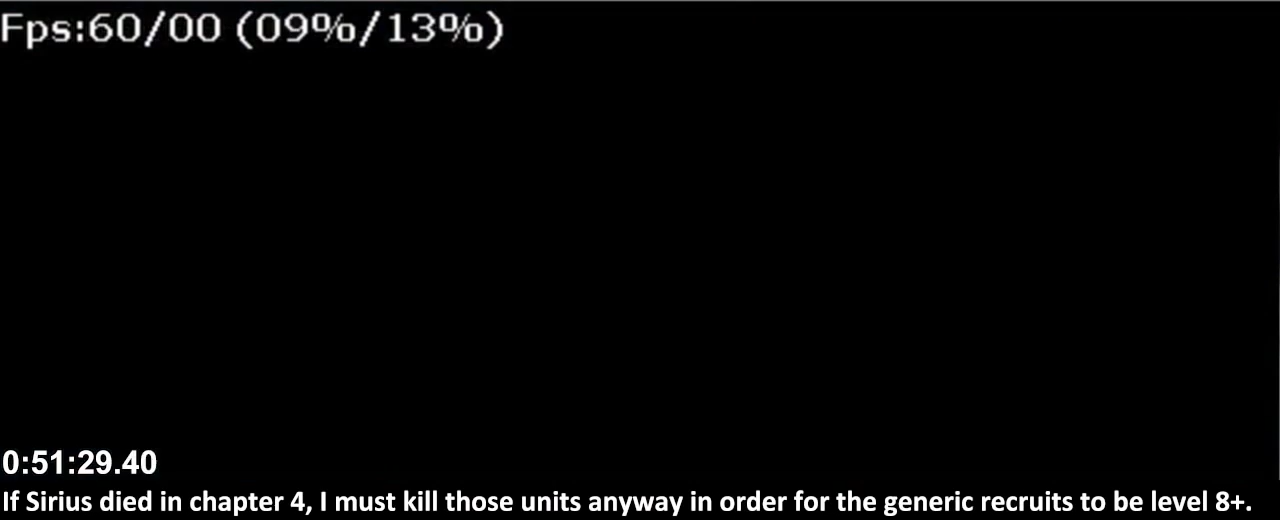 Fps:60/00 (09%/13%)
0:51:29.40
If Sirius died in chapter 4, I must kill those units anyway in order for the generic recruits to be level 8+.